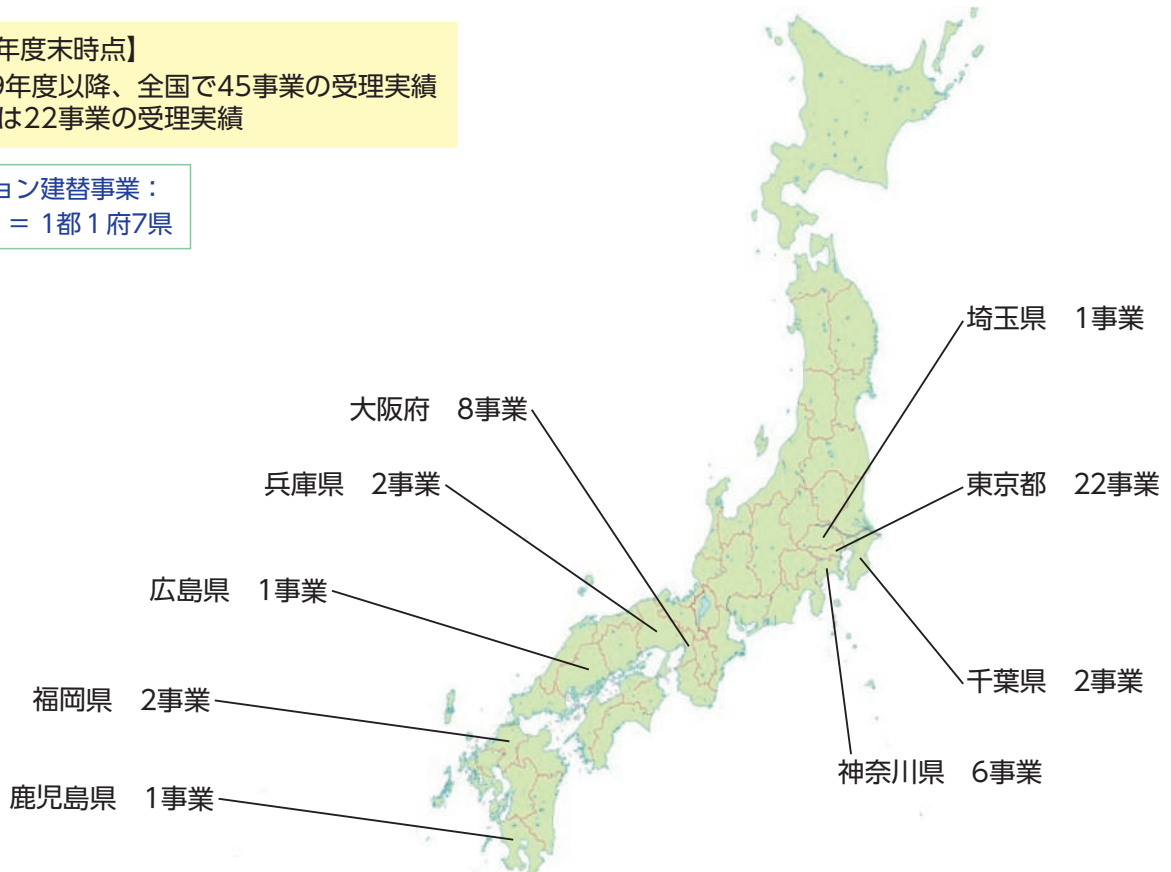 年度末時点】
9年度以降、全国で45事業の受理実績
は22事業の受理実績
ョン建替事業：
＝ 1都1府7県
埼玉県　1事業
大阪府　8事業
兵庫県　2事業
東京都　22事業
広島県　1事業
千葉県　2事業
福岡県　2事業
神奈川県　6事業
鹿児島県　1事業